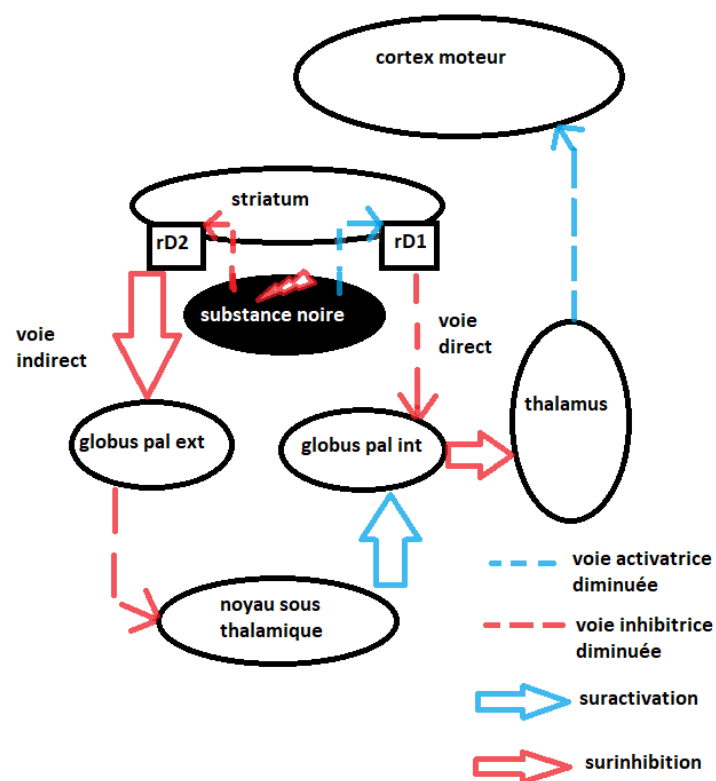 cortex moteur
striatum
rD2
rD1
substance noire
voie
indirect
voie
direct
thalamus
globus pal ext
globus pal int
noyau sous
thalamique
voie activatrice
diminuée
voie inhibitrice
diminuée
suractivation
surinhibition